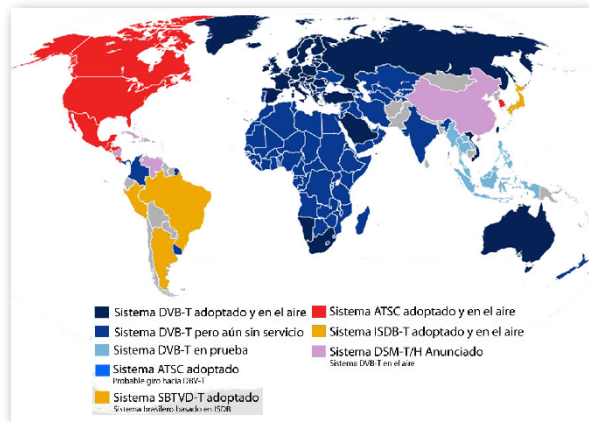 Sistema DVB-T adoptado y en el aire
Sistema DVB-T pero aún sin servicio
Sistema DVB-T en prueba
Sistema ATSC adoptado
Probable giro hacia DBV-T
Sistema SBTVD-T adoptado
Sistema brasilero basado en ISDB
Sistema ATSC adoptado y en el aire
Sistema ISDB-T adoptado y en el aire
Sistema DSM-T/H Anunciado
Sistema DVB-T en el aire